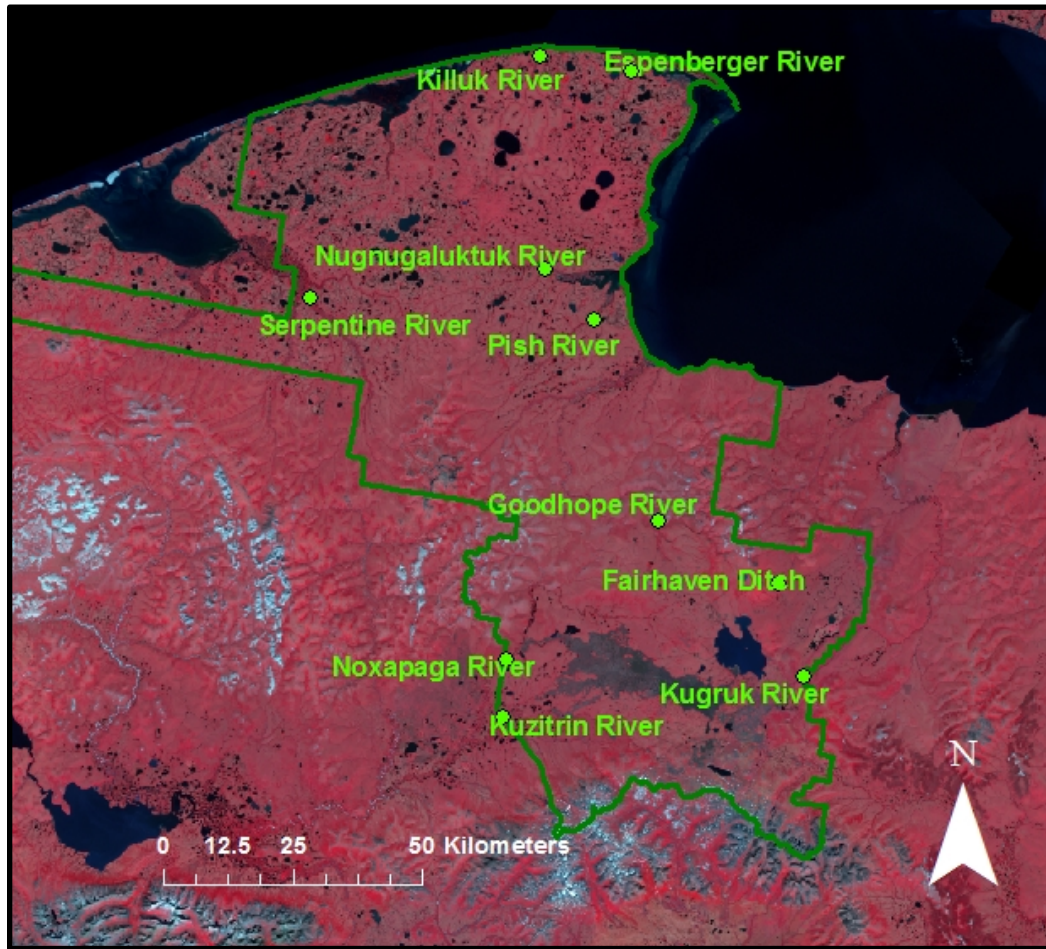 Espenberger River
Killuk River
Nugnugaluktuk River
Serpentine River
Pish River
Goodhope River
Fairhaven Ditch
Noxapaga River
Kugruk River
Kuzitrin River
N
0 12.5 25 50 Kilometers